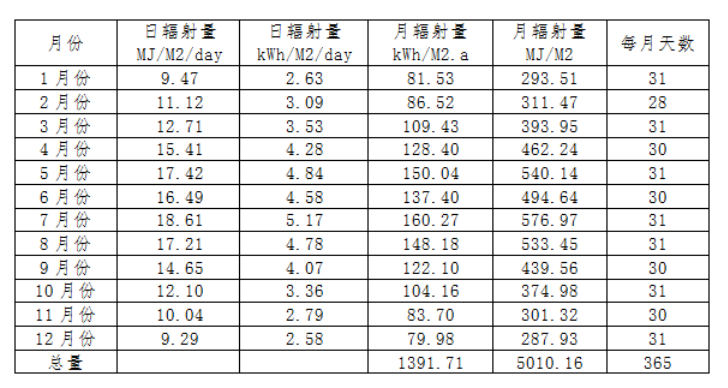 月份 日辐射量 MJ/M2/day 日辐射量 kWh/M2/day 月辐射量 kWh/M2.a 月辐射量 MJ/M2 每月天数
1月份 9.47 2.63 81.53 293.51 31
2月份 11.12 3.09 86.52 311.47 28
3月份 12.71 3.53 109.43 393.95 31
4月份 15.41 4.28 128.40 462.24 30
5月份 17.42 4.84 150.04 540.14 31
6月份 16.49 4.58 137.40 494.64 30
7月份 18.61 5.17 160.27 576.97 31
8月份 17.21 4.78 148.18 533.45 31
9月份 14.65 4.07 122.10 439.56 30
10月份 12.10 3.36 104.16 374.98 31
11月份 10.04 2.79 83.70 301.32 30
12月份 9.29 2.58 79.98 287.93 31
总量 1391.71 5010.16 365